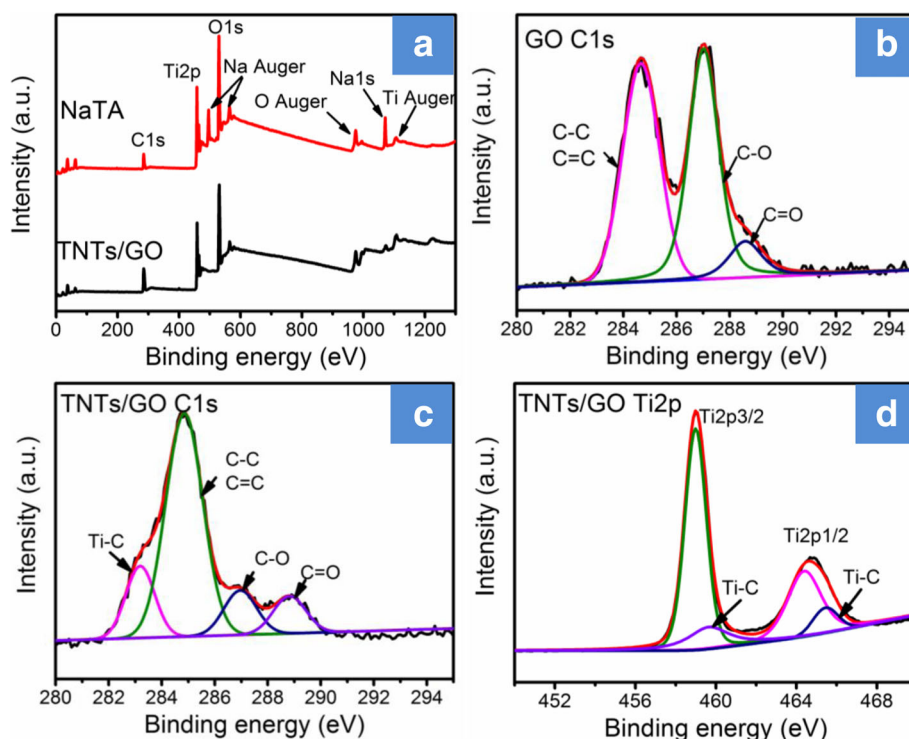 a
O1s
Ti2p
Na Auger
Na1s
NaTA
O Auger
Ti Auger
C1s
TNTs/GO
Intensity (a.u.)
0 200 400 600 800 1000 1200
Binding energy (eV)
b
GO C1s
C-C
C=C
C-O
C=O
Intensity (a.u.)
280 282 284 286 288 290 292 294
Binding energy (eV)
c
TNTs/GO C1s
C-C
C=C
Ti-C
C-O
C=O
Intensity (a.u.)
280 282 284 286 288 290 292 294
Binding energy (eV)
d
TNTs/GO Ti2p
Ti2p3/2
Ti2p1/2
Ti-C
Ti-C
Intensity (a.u.)
452 456 460 464 468
Binding energy (eV)